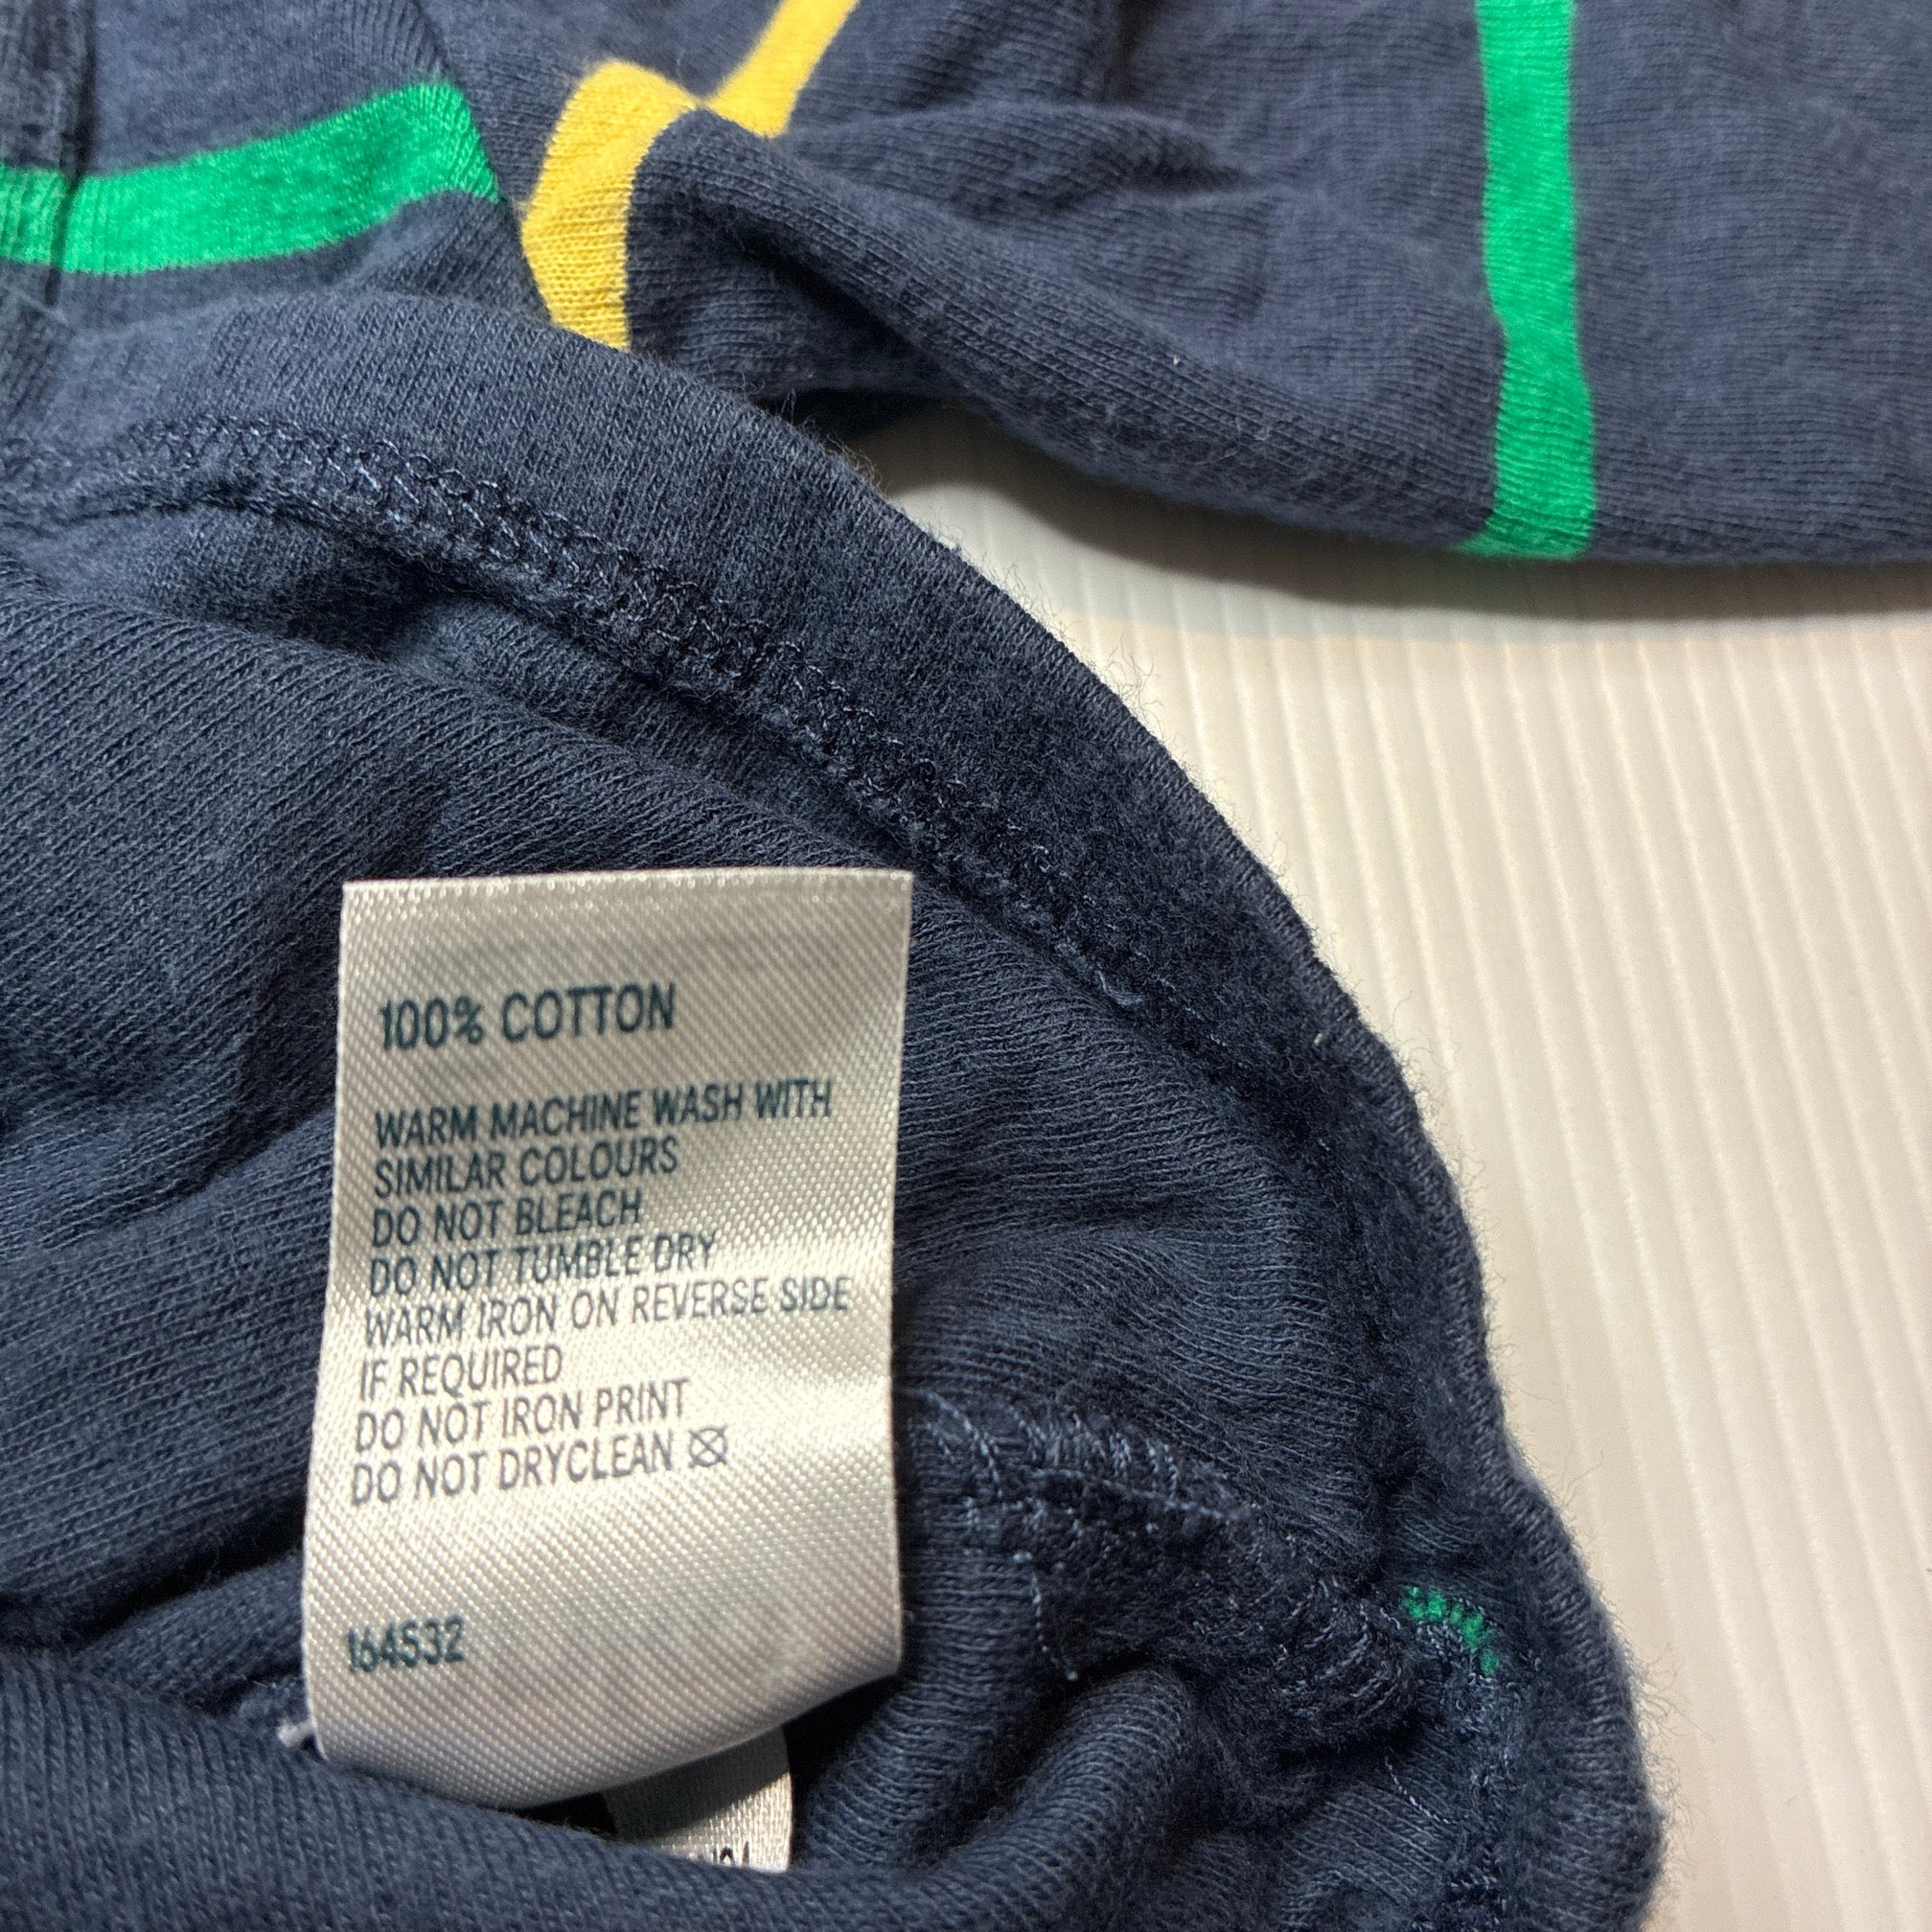 100% COTTON
WARM MACHINE WASH WITH
SIMILAR COLOURS
DO NOT BLEACH
DO NOT TUMBLE DRY
WARM IRON ON REVERSE SIDE
IF REQUIRED
DO NOT IRON PRINT
DO NOT DRYCLEAN
164532